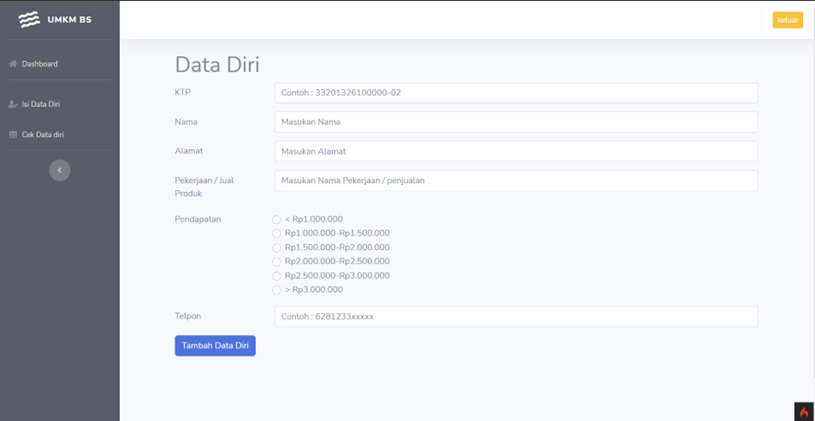 UMKM BS
keluar
Dashboard
Isi Data Diri
Cek Data diri
Data Diri
KTP
Contoh : 33201326100000-02
Nama
Masukan Nama
Alamat
Masukan Alamat
Pekerjaan / Jual
Produk
Masukan Nama Pekerjaan / penjualan
Pendapatan
< Rp1.000.000
Rp1.000.000-Rp1.500.000
Rp1.500.000-Rp2.000.000
Rp2.000.000-Rp2.500.000
Rp2.500.000-Rp3.000.000
> Rp3.000.000
Telpon
Contoh : 6281233xxxxx
Tambah Data Diri